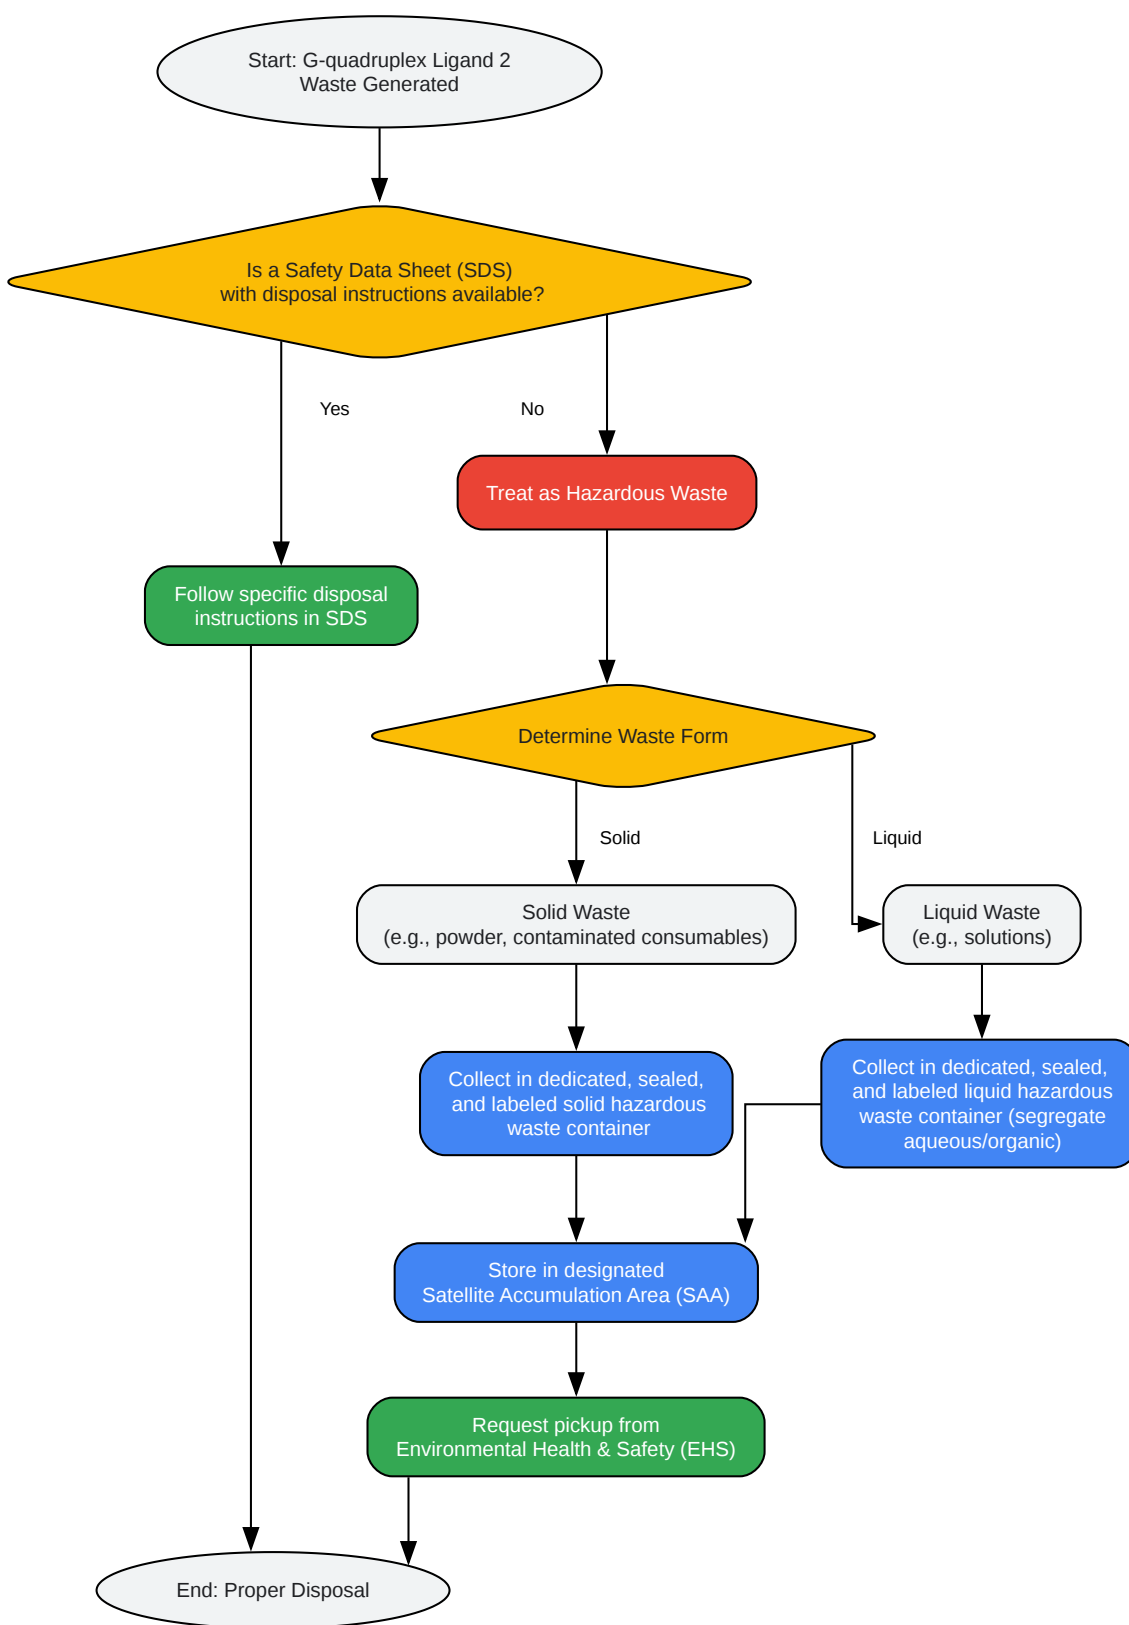 Start: G-quadruplex Ligand 2
Waste Generated
Is a Safety Data Sheet (SDS)
with disposal instructions available?
Yes
No
Treat as Hazardous Waste
Follow specific disposal
instructions in SDS
Determine Waste Form
Solid
Liquid
Solid Waste
(e.g., powder, contaminated consumables)
Liquid Waste
(e.g., solutions)
Collect in dedicated, sealed,
and labeled solid hazardous
waste container
Collect in dedicated, sealed,
and labeled liquid hazardous
waste container (segregate
aqueous/organic)
Store in designated
Satellite Accumulation Area (SAA)
Request pickup from
Environmental Health & Safety (EHS)
End: Proper Disposal